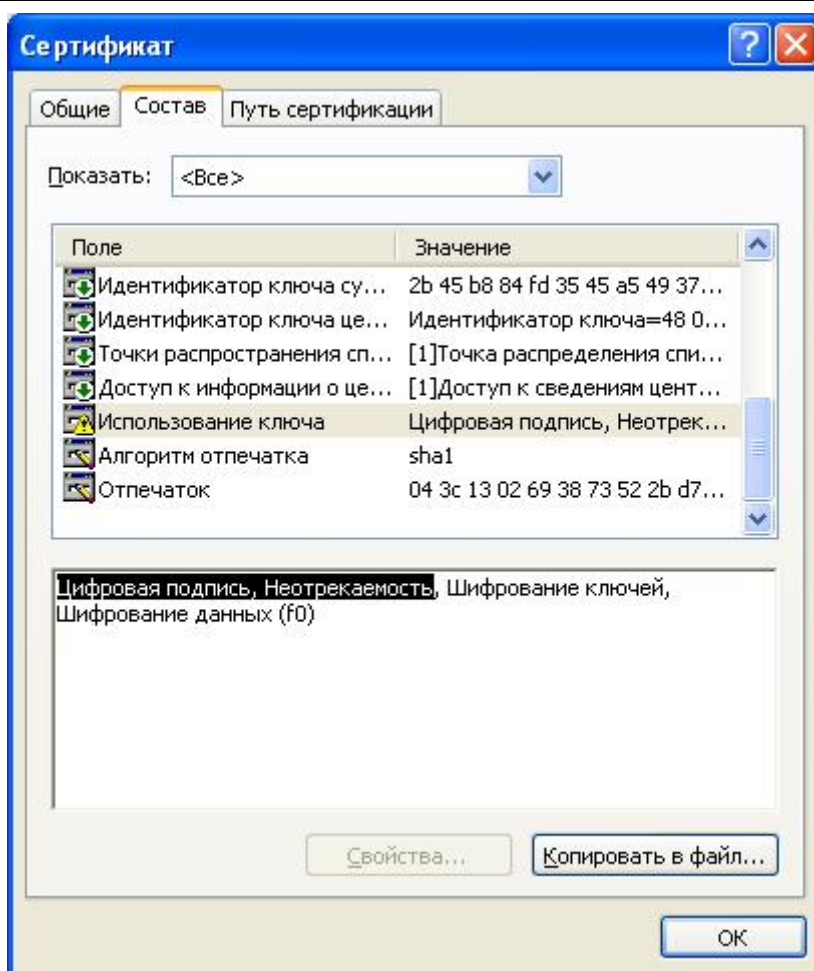 Сертификат
Общие Состав Путь сертификации
Показать: <Все>
Поле Значение
Идентификатор ключа су... 2b 45 b8 84 fd 35 45 a5 49 37...
Идентификатор ключа це... Идентификатор ключа=48 0...
Точки распространения сп... [1]Точка распределения спи...
Доступ к информации о це... [1]Доступ к сведениям цент...
Использование ключа Цифровая подпись, Неотрек...
Алгоритм отпечатка sha1
Отпечаток 04 3c 13 02 69 38 73 52 2b d7...
Цифровая подпись, Неотрекаемость, Шифрование ключей,
Шифрование данных (f0)
Свойства... Копировать в файл...
ОК